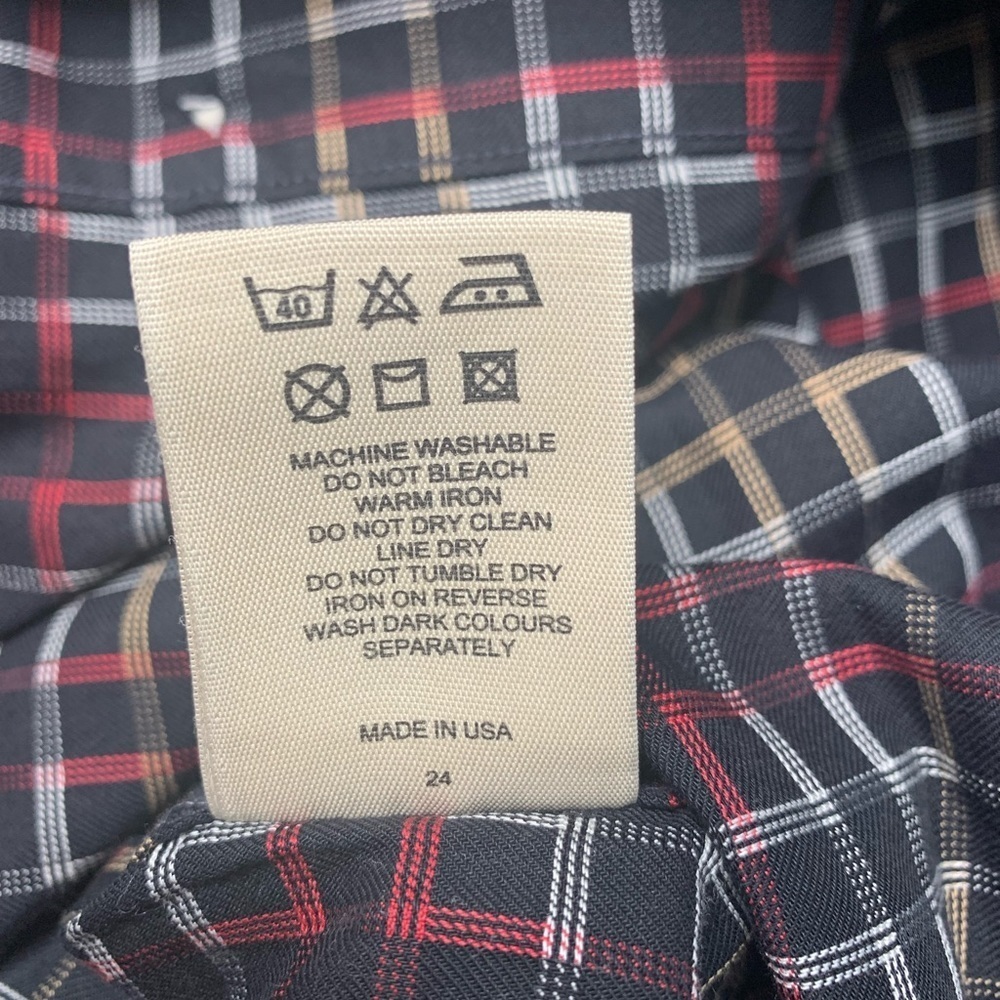 40
MACHINE WASHABLE
DO NOT BLEACH
WARM IRON
DO NOT DRY CLEAN
LINE DRY
DO NOT TUMBLE DRY
IRON ON REVERSE
WASH DARK COLOURS
SEPARATELY
MADE IN USA
24